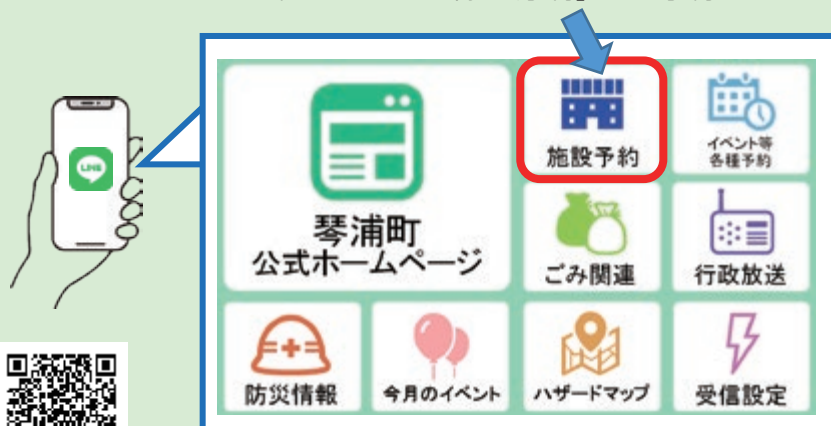 施設予約
イベント等
各種予約
LINE
琴浦町
公式ホームページ
ごみ関連
行政放送
防災情報
今月のイベント
ハザードマップ
受信設定